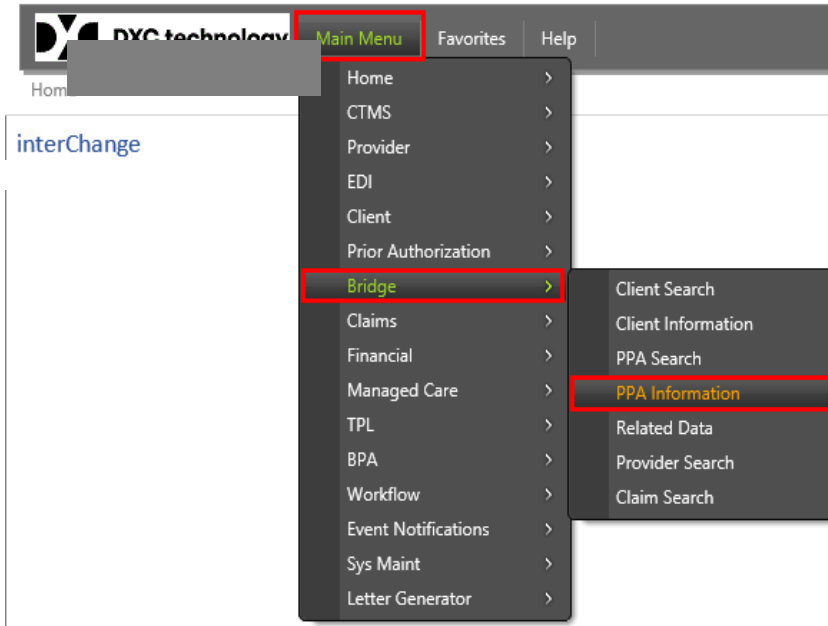 DXC technology
Main Menu Favorites Help
Home
interChange
Home
CTMS
Provider
EDI
Client
Prior Authorization
Bridge
Claims
Financial
Managed Care
TPL
BPA
Workflow
Event Notifications
Sys Maint
Letter Generator
Client Search
Client Information
PPA Search
PPA Information
Related Data
Provider Search
Claim Search